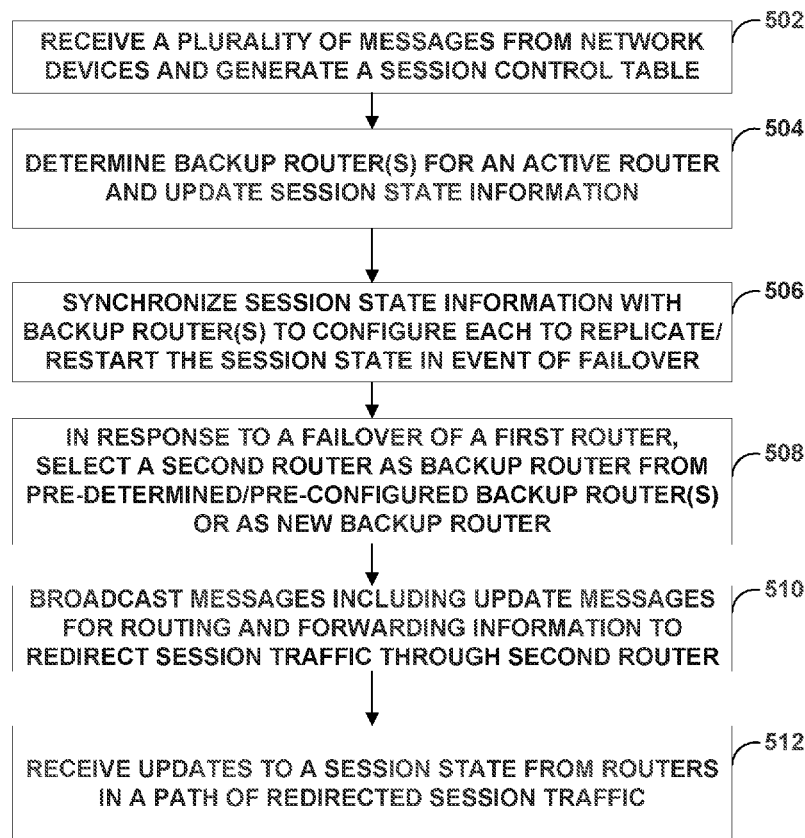 RECEIVE A PLURALITY OF MESSAGES FROM NETWORK
DEVICES AND GENERATE A SESSION CONTROL TABLE
502
DETERMINE BACKUP ROUTER(S) FOR AN ACTIVE ROUTER
AND UPDATE SESSION STATE INFORMATION
504
SYNCHRONIZE SESSION STATE INFORMATION WITH
BACKUP ROUTER(S) TO CONFIGURE EACH TO REPLICATE/
RESTART THE SESSION STATE IN EVENT OF FAILOVER
506
IN RESPONSE TO A FAILOVER OF A FIRST ROUTER,
SELECT A SECOND ROUTER AS BACKUP ROUTER FROM
PRE-DETERMINED/PRE-CONFIGURED BACKUP ROUTER(S)
OR AS NEW BACKUP ROUTER
508
BROADCAST MESSAGES INCLUDING UPDATE MESSAGES
FOR ROUTING AND FORWARDING INFORMATION TO
REDIRECT SESSION TRAFFIC THROUGH SECOND ROUTER
510
RECEIVE UPDATES TO A SESSION STATE FROM ROUTERS
IN A PATH OF REDIRECTED SESSION TRAFFIC
512